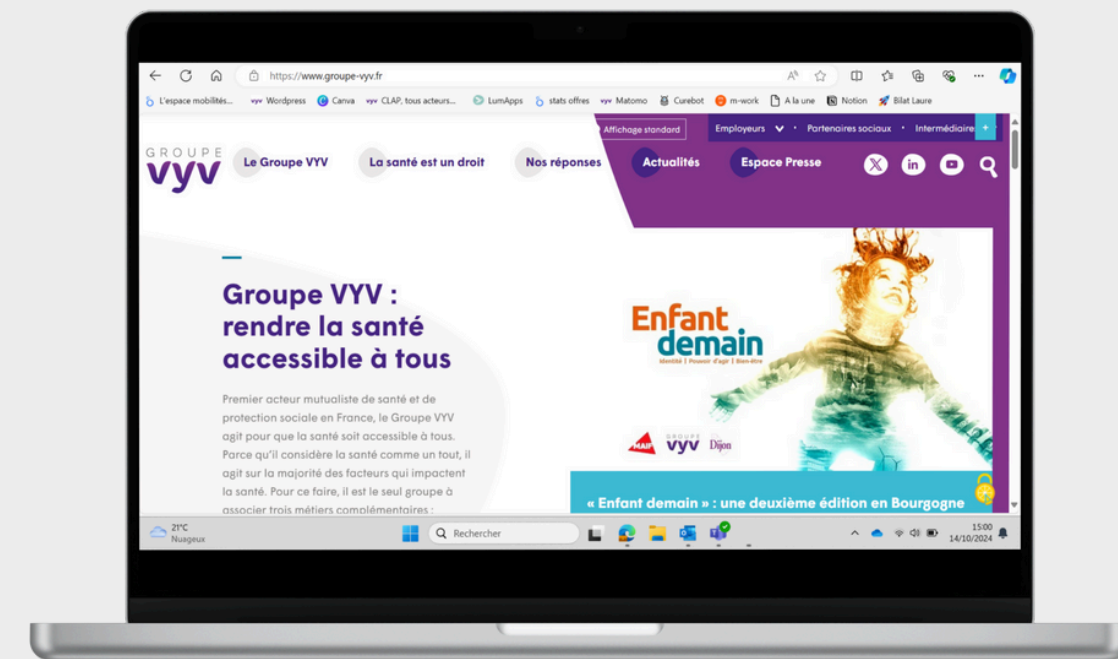 https://www.groupe-vyv.fr
L'espace mobilités... vyv Wordpress Canva vyv CLAP, tous acteurs... LumApps stats offres vyv Matomo Curebot m-work A la une Notion Bilat Laure
Affichage standard Employeurs Partenaires sociaux Intermédiaire +
GROUPE
vyv
Le Groupe VYV La santé est un droit Nos réponses Actualités Espace Presse
Groupe VYV :
rendre la santé
accessible à tous
Premier acteur mutualiste de santé et de
protection sociale en France, le Groupe VYV
agit pour que la santé soit accessible à tous.
Parce qu'il considère la santé comme un tout, il
agit sur la majorité des facteurs qui impactent
la santé. Pour ce faire, il est le seul groupe à
associer trois métiers complémentaires :
Enfant
demain
Identité | Pouvoir d'agir | Bien-être
MAIF GROUPE vyv Dijon
« Enfant demain » : une deuxième édition en Bourgogne
21°C
Nuageux
Rechercher
15:00
14/10/2024